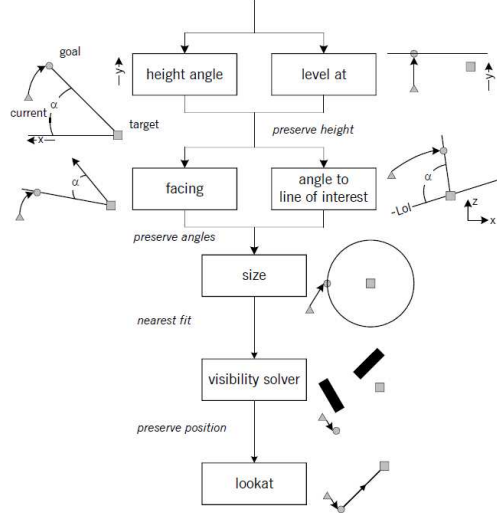 goal
height angle
level at
y
y
α
current
target
x
preserve height
facing
angle to
line of interest
α
α
LoI
z
x
preserve angles
size
nearest fit
visibility solver
preserve position
lookat